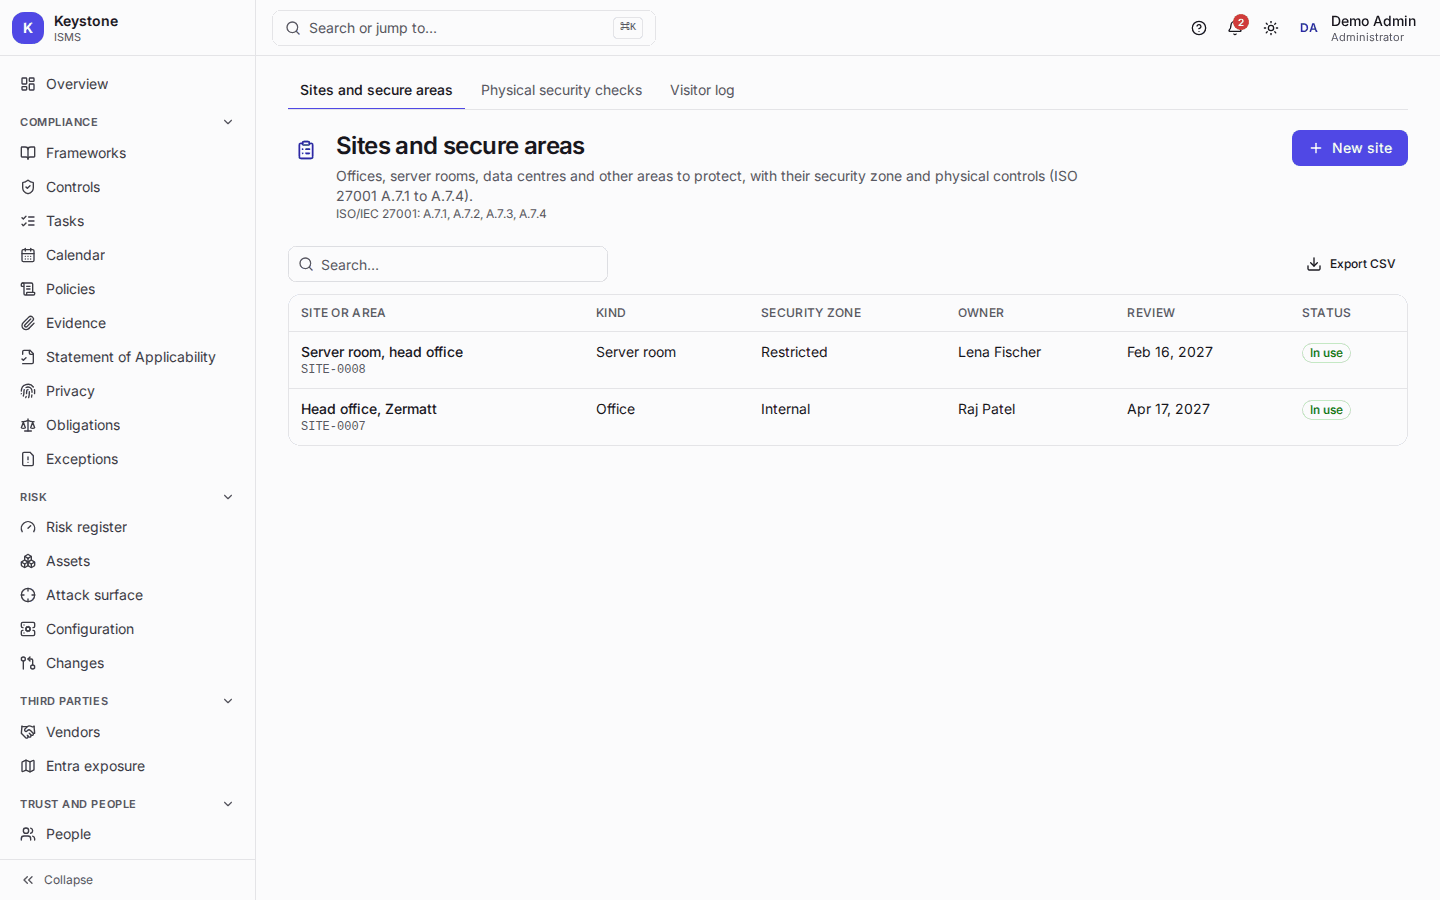 K
Keystone
ISMS
Search or jump to...
⌘K
2
DA
Demo Admin
Administrator
Overview
COMPLIANCE
Frameworks
Controls
Tasks
Calendar
Policies
Evidence
Statement of Applicability
Privacy
Obligations
Exceptions
RISK
Risk register
Assets
Attack surface
Configuration
Changes
THIRD PARTIES
Vendors
Entra exposure
TRUST AND PEOPLE
People
Collapse
Sites and secure areas
Physical security checks
Visitor log
Sites and secure areas
New site
Offices, server rooms, data centres and other areas to protect, with their security zone and physical controls (ISO
27001 A.7.1 to A.7.4).
ISO/IEC 27001: A.7.1, A.7.2, A.7.3, A.7.4
Search...
Export CSV
SITE OR AREA KIND SECURITY ZONE OWNER REVIEW STATUS
Server room, head office Server room Restricted Lena Fischer Feb 16, 2027 In use
SITE-0008
Head office, Zermatt Office Internal Raj Patel Apr 17, 2027 In use
SITE-0007